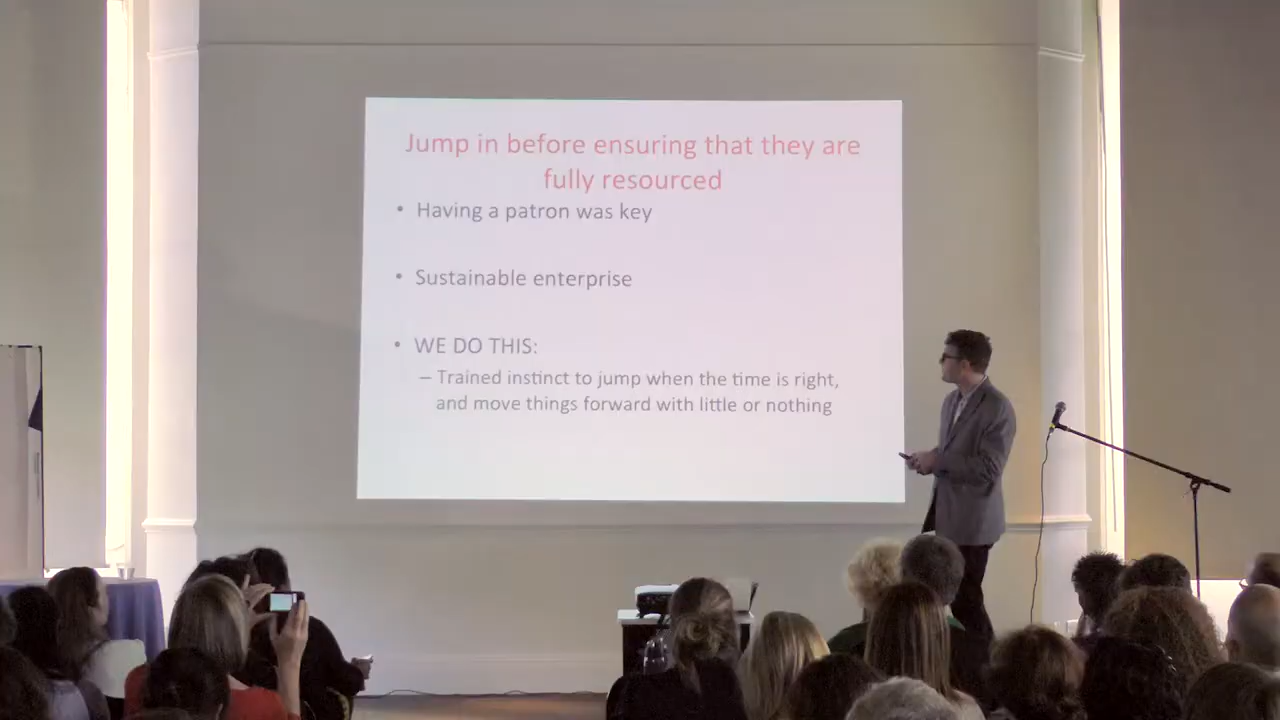 Jump in before ensuring that they are
fully resourced
• Having a patron was key
• Sustainable enterprise
• WE DO THIS:
– Trained instinct to jump when the time is right,
and move things forward with little or nothing